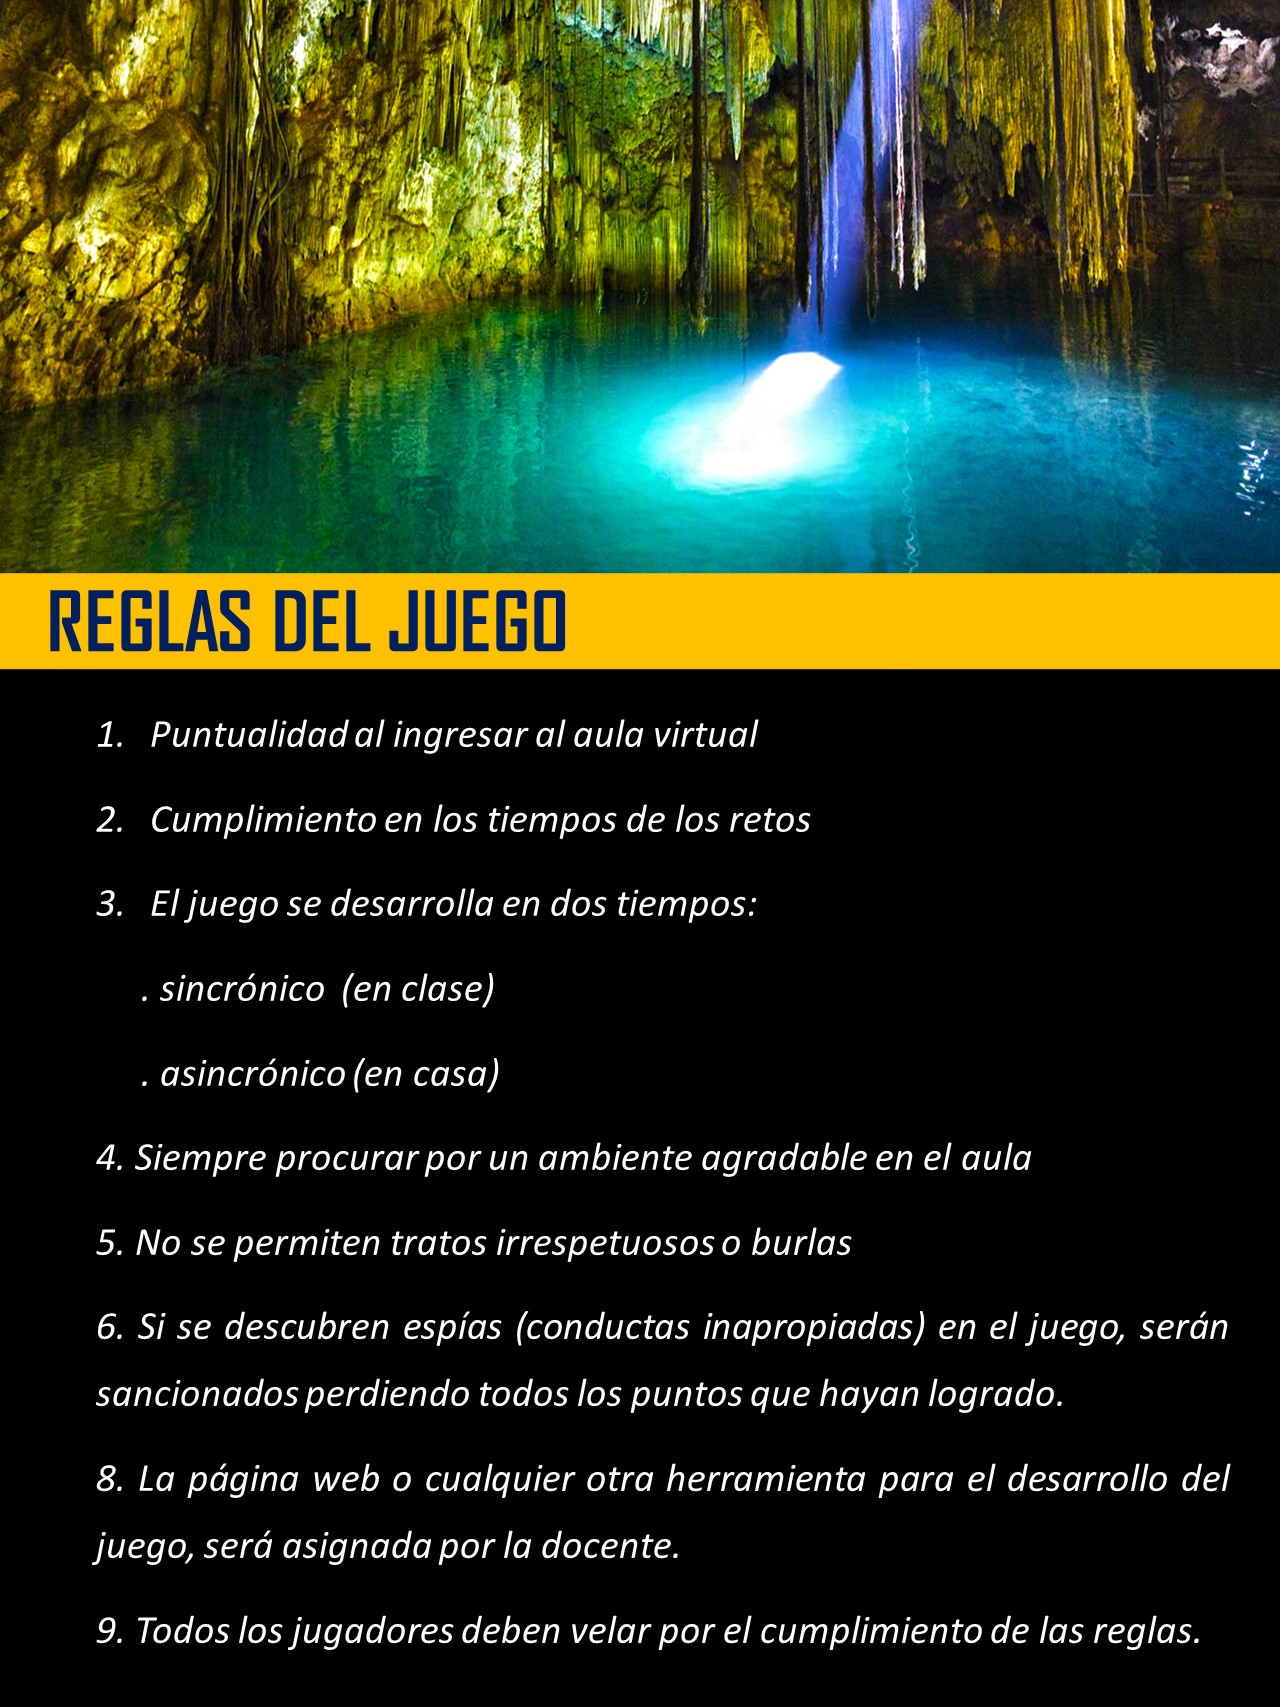 REGLAS DEL JUEGO
1. Puntualidad al ingresar al aula virtual
2. Cumplimiento en los tiempos de los retos
3. El juego se desarrolla en dos tiempos:
. sincrónico (en clase)
. asincrónico (en casa)
4. Siempre procurar por un ambiente agradable en el aula
5. No se permiten tratos irrespetuosos o burlas
6. Si se descubren espías (conductas inapropiadas) en el juego, serán
sancionados perdiendo todos los puntos que hayan logrado.
8. La página web o cualquier otra herramienta para el desarrollo del
juego, será asignada por la docente.
9. Todos los jugadores deben velar por el cumplimiento de las reglas.